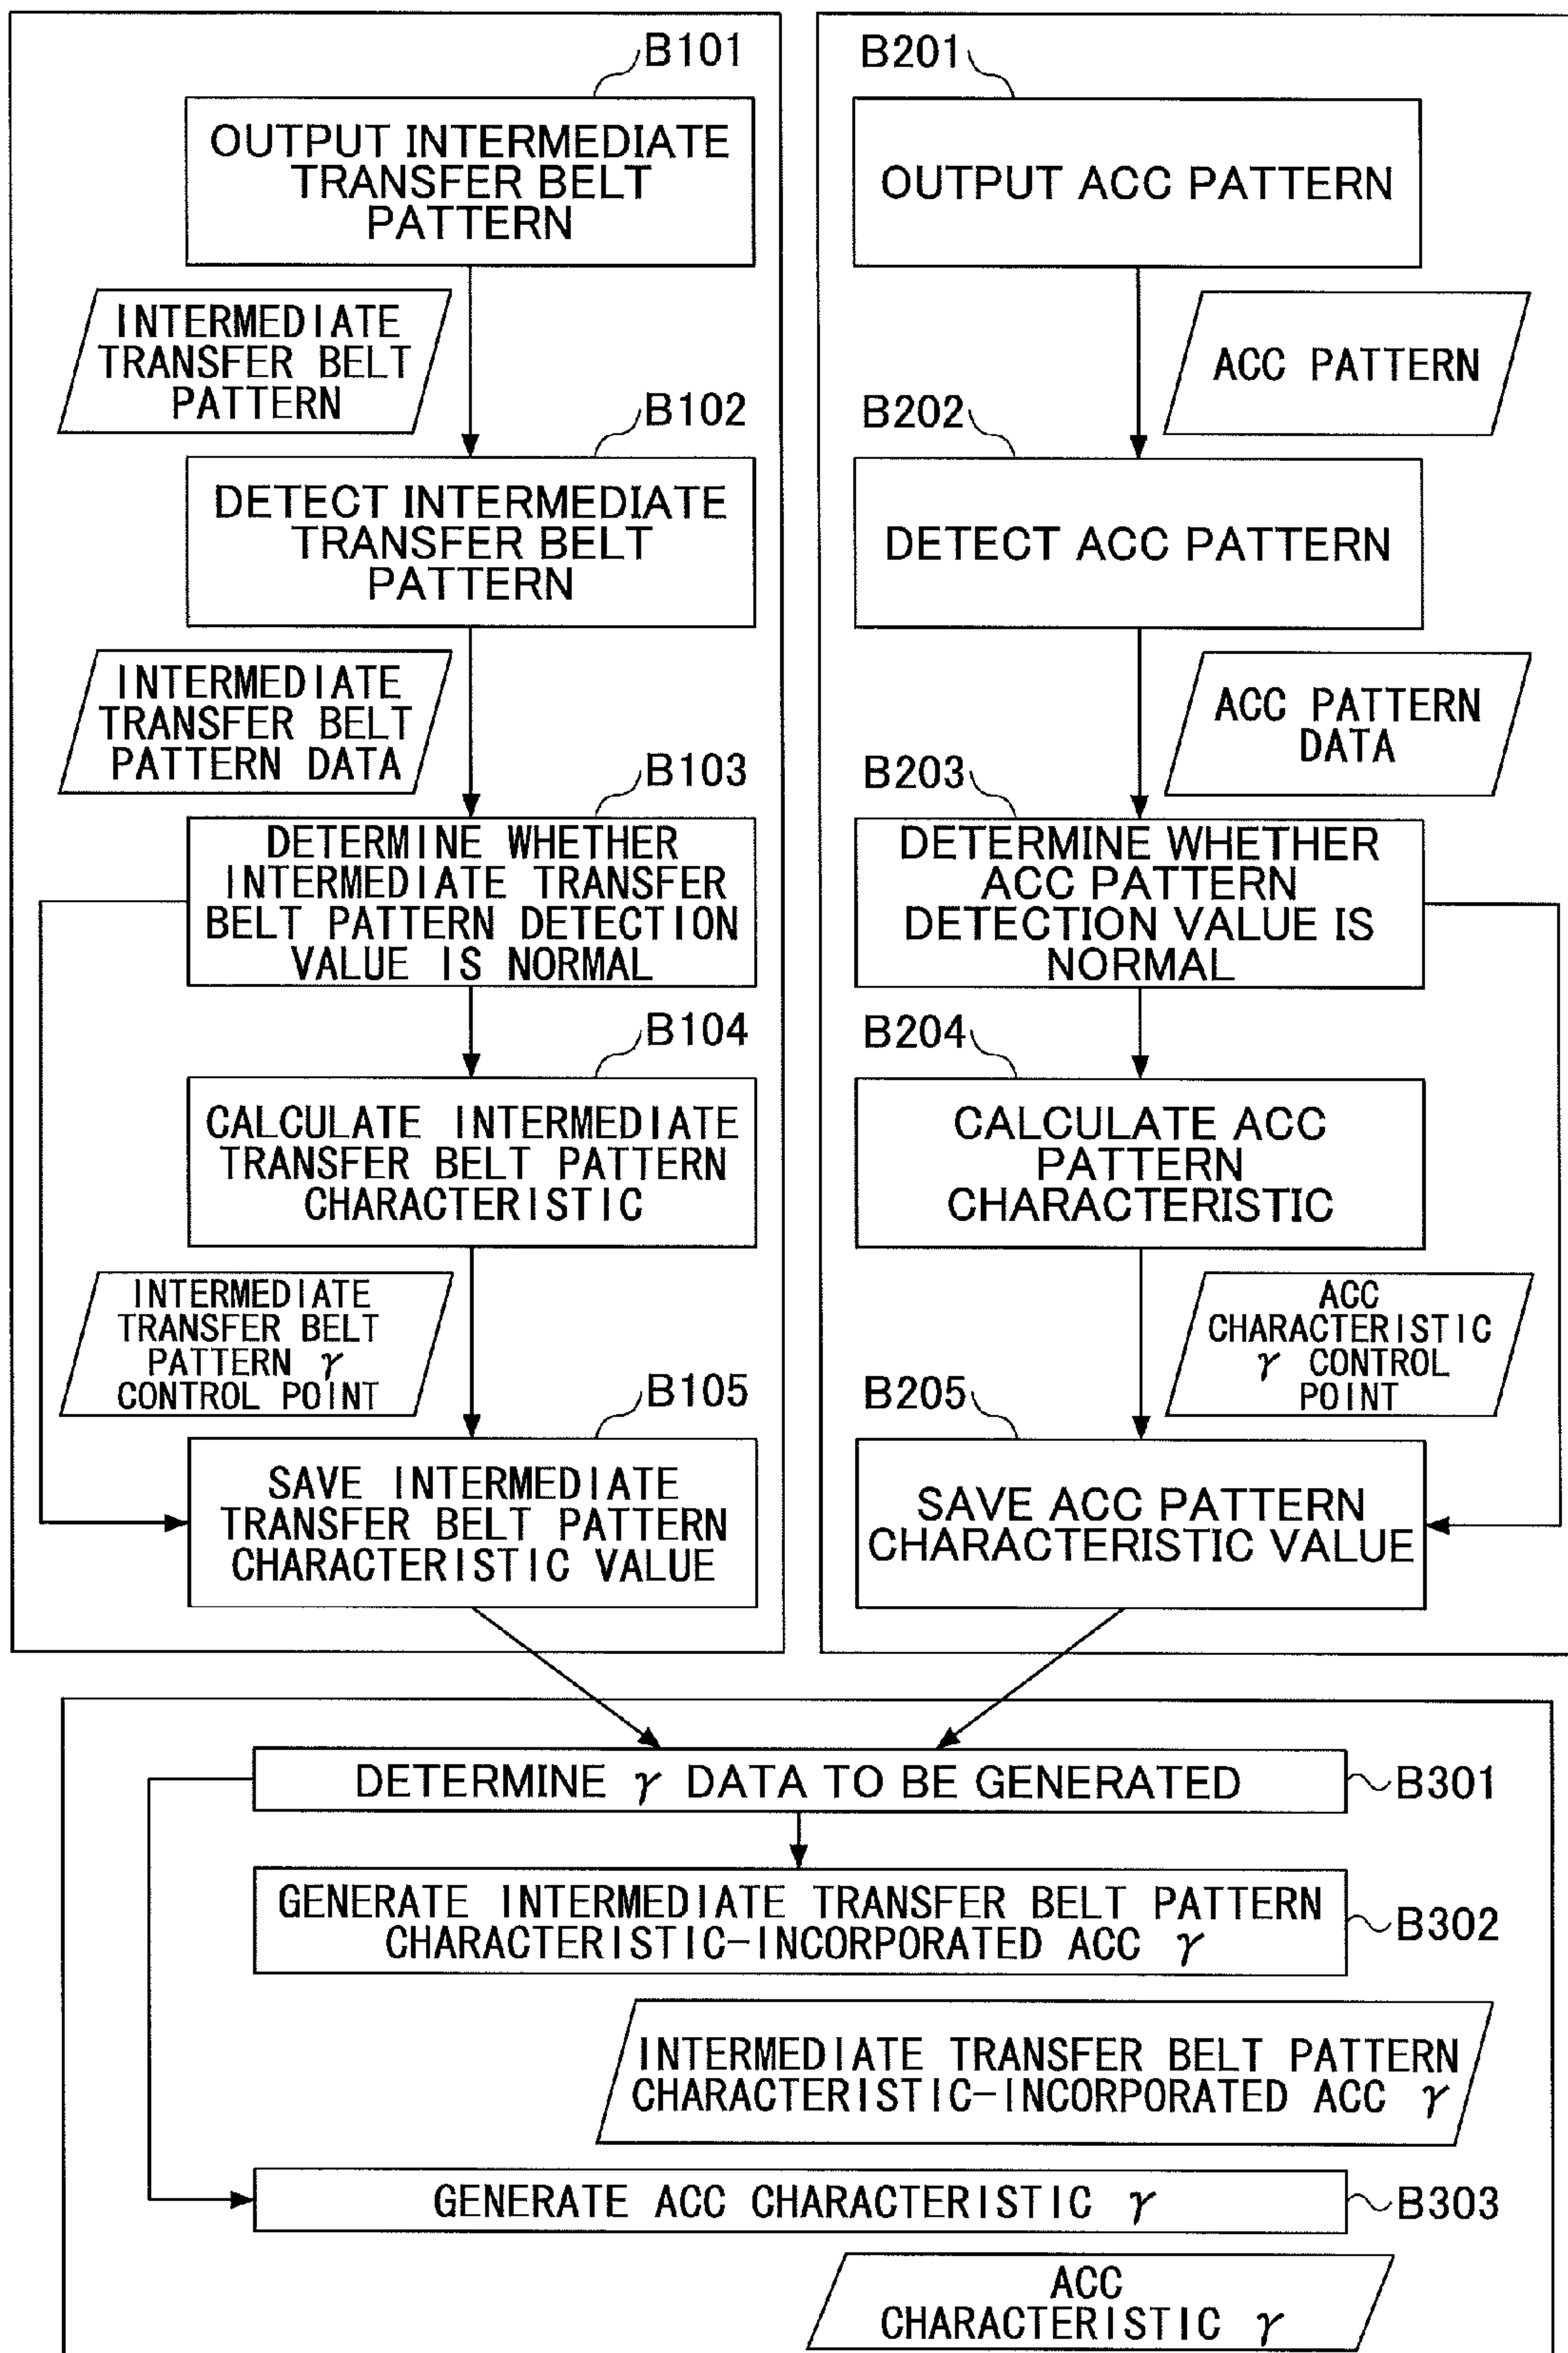 B101
OUTPUT INTERMEDIATE
TRANSFER BELT
PATTERN
INTERMEDIATE
TRANSFER BELT
PATTERN
B102
DETECT INTERMEDIATE
TRANSFER BELT
PATTERN
INTERMEDIATE
TRANSFER BELT
PATTERN DATA
B103
DETERMINE WHETHER
INTERMEDIATE TRANSFER
BELT PATTERN DETECTION
VALUE IS NORMAL
B104
CALCULATE INTERMEDIATE
TRANSFER BELT PATTERN
CHARACTERISTIC
INTERMEDIATE
TRANSFER BELT
PATTERN γ
CONTROL POINT
B105
SAVE INTERMEDIATE
TRANSFER BELT PATTERN
CHARACTERISTIC VALUE
B201
OUTPUT ACC PATTERN
ACC PATTERN
B202
DETECT ACC PATTERN
ACC PATTERN
DATA
B203
DETERMINE WHETHER
ACC PATTERN
DETECTION VALUE IS
NORMAL
B204
CALCULATE ACC
PATTERN
CHARACTERISTIC
ACC
CHARACTERISTIC
γ CONTROL
POINT
B205
SAVE ACC PATTERN
CHARACTERISTIC VALUE
DETERMINE γ DATA TO BE GENERATED
B301
GENERATE INTERMEDIATE TRANSFER BELT PATTERN
CHARACTERISTIC-INCORPORATED ACC γ
B302
INTERMEDIATE TRANSFER BELT PATTERN
CHARACTERISTIC-INCORPORATED ACC γ
GENERATE ACC CHARACTERISTIC γ
B303
ACC
CHARACTERISTIC γ